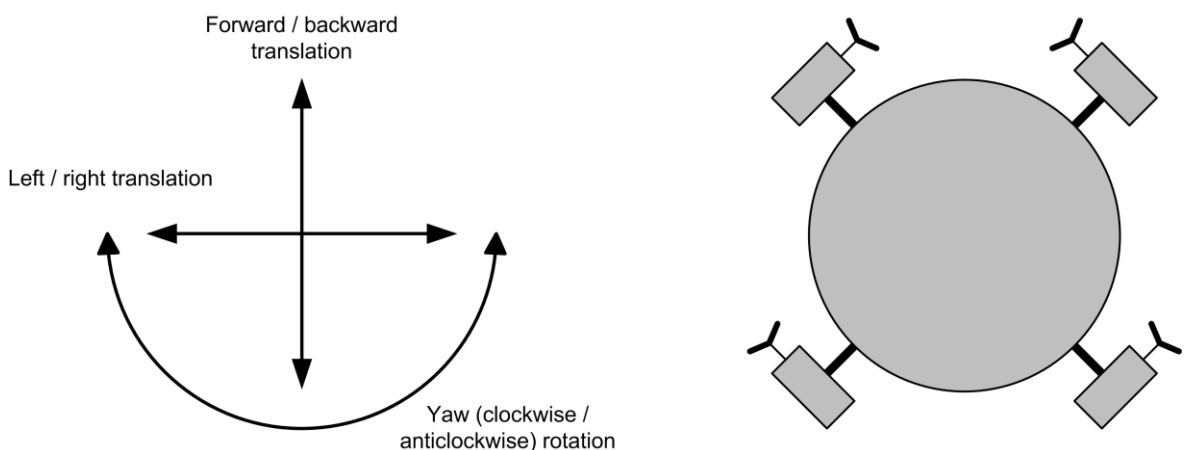 Forward / backward
translation
Left / right translation
Yaw (clockwise /
anticlockwise) rotation